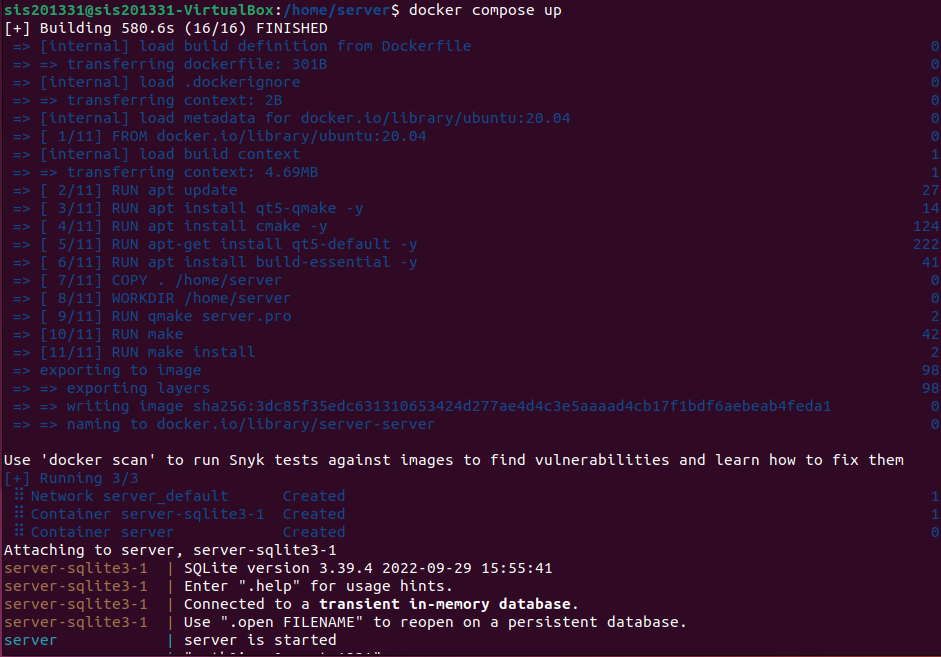 sis201331@sis201331-VirtualBox:/home/server$ docker compose up
[+] Building 580.6s (16/16) FINISHED
=> [internal] load build definition from Dockerfile 0
=> => transferring dockerfile: 301B 0
=> [internal] load .dockerignore 0
=> => transferring context: 2B 0
=> [internal] load metadata for docker.io/library/ubuntu:20.04 0
=> [ 1/11] FROM docker.io/library/ubuntu:20.04 0
=> [internal] load build context 1
=> => transferring context: 4.69MB 1
=> [ 2/11] RUN apt update 27
=> [ 3/11] RUN apt install qt5-qmake -y 14
=> [ 4/11] RUN apt install cmake -y 124
=> [ 5/11] RUN apt-get install qt5-default -y 222
=> [ 6/11] RUN apt install build-essential -y 41
=> [ 7/11] COPY . /home/server 0
=> [ 8/11] WORKDIR /home/server 0
=> [ 9/11] RUN qmake server.pro 2
=> [10/11] RUN make 42
=> [11/11] RUN make install 2
=> exporting to image 98
=> => exporting layers 98
=> => writing image sha256:3dc85f35edc631310653424d277ae4d4c3e5aaaad4cb17f1bdf6aebeab4feda1 0
=> => naming to docker.io/library/server-server 0
Use 'docker scan' to run Snyk tests against images to find vulnerabilities and learn how to fix them
[+] Running 3/3
⠿ Network server_default Created 1
⠿ Container server-sqlite3-1 Created 1
⠿ Container server Created 0
Attaching to server, server-sqlite3-1
server-sqlite3-1 | SQLite version 3.39.4 2022-09-29 15:55:41
server-sqlite3-1 | Enter ".help" for usage hints.
server-sqlite3-1 | Connected to a transient in-memory database.
server-sqlite3-1 | Use ".open FILENAME" to reopen on a persistent database.
server | server is started